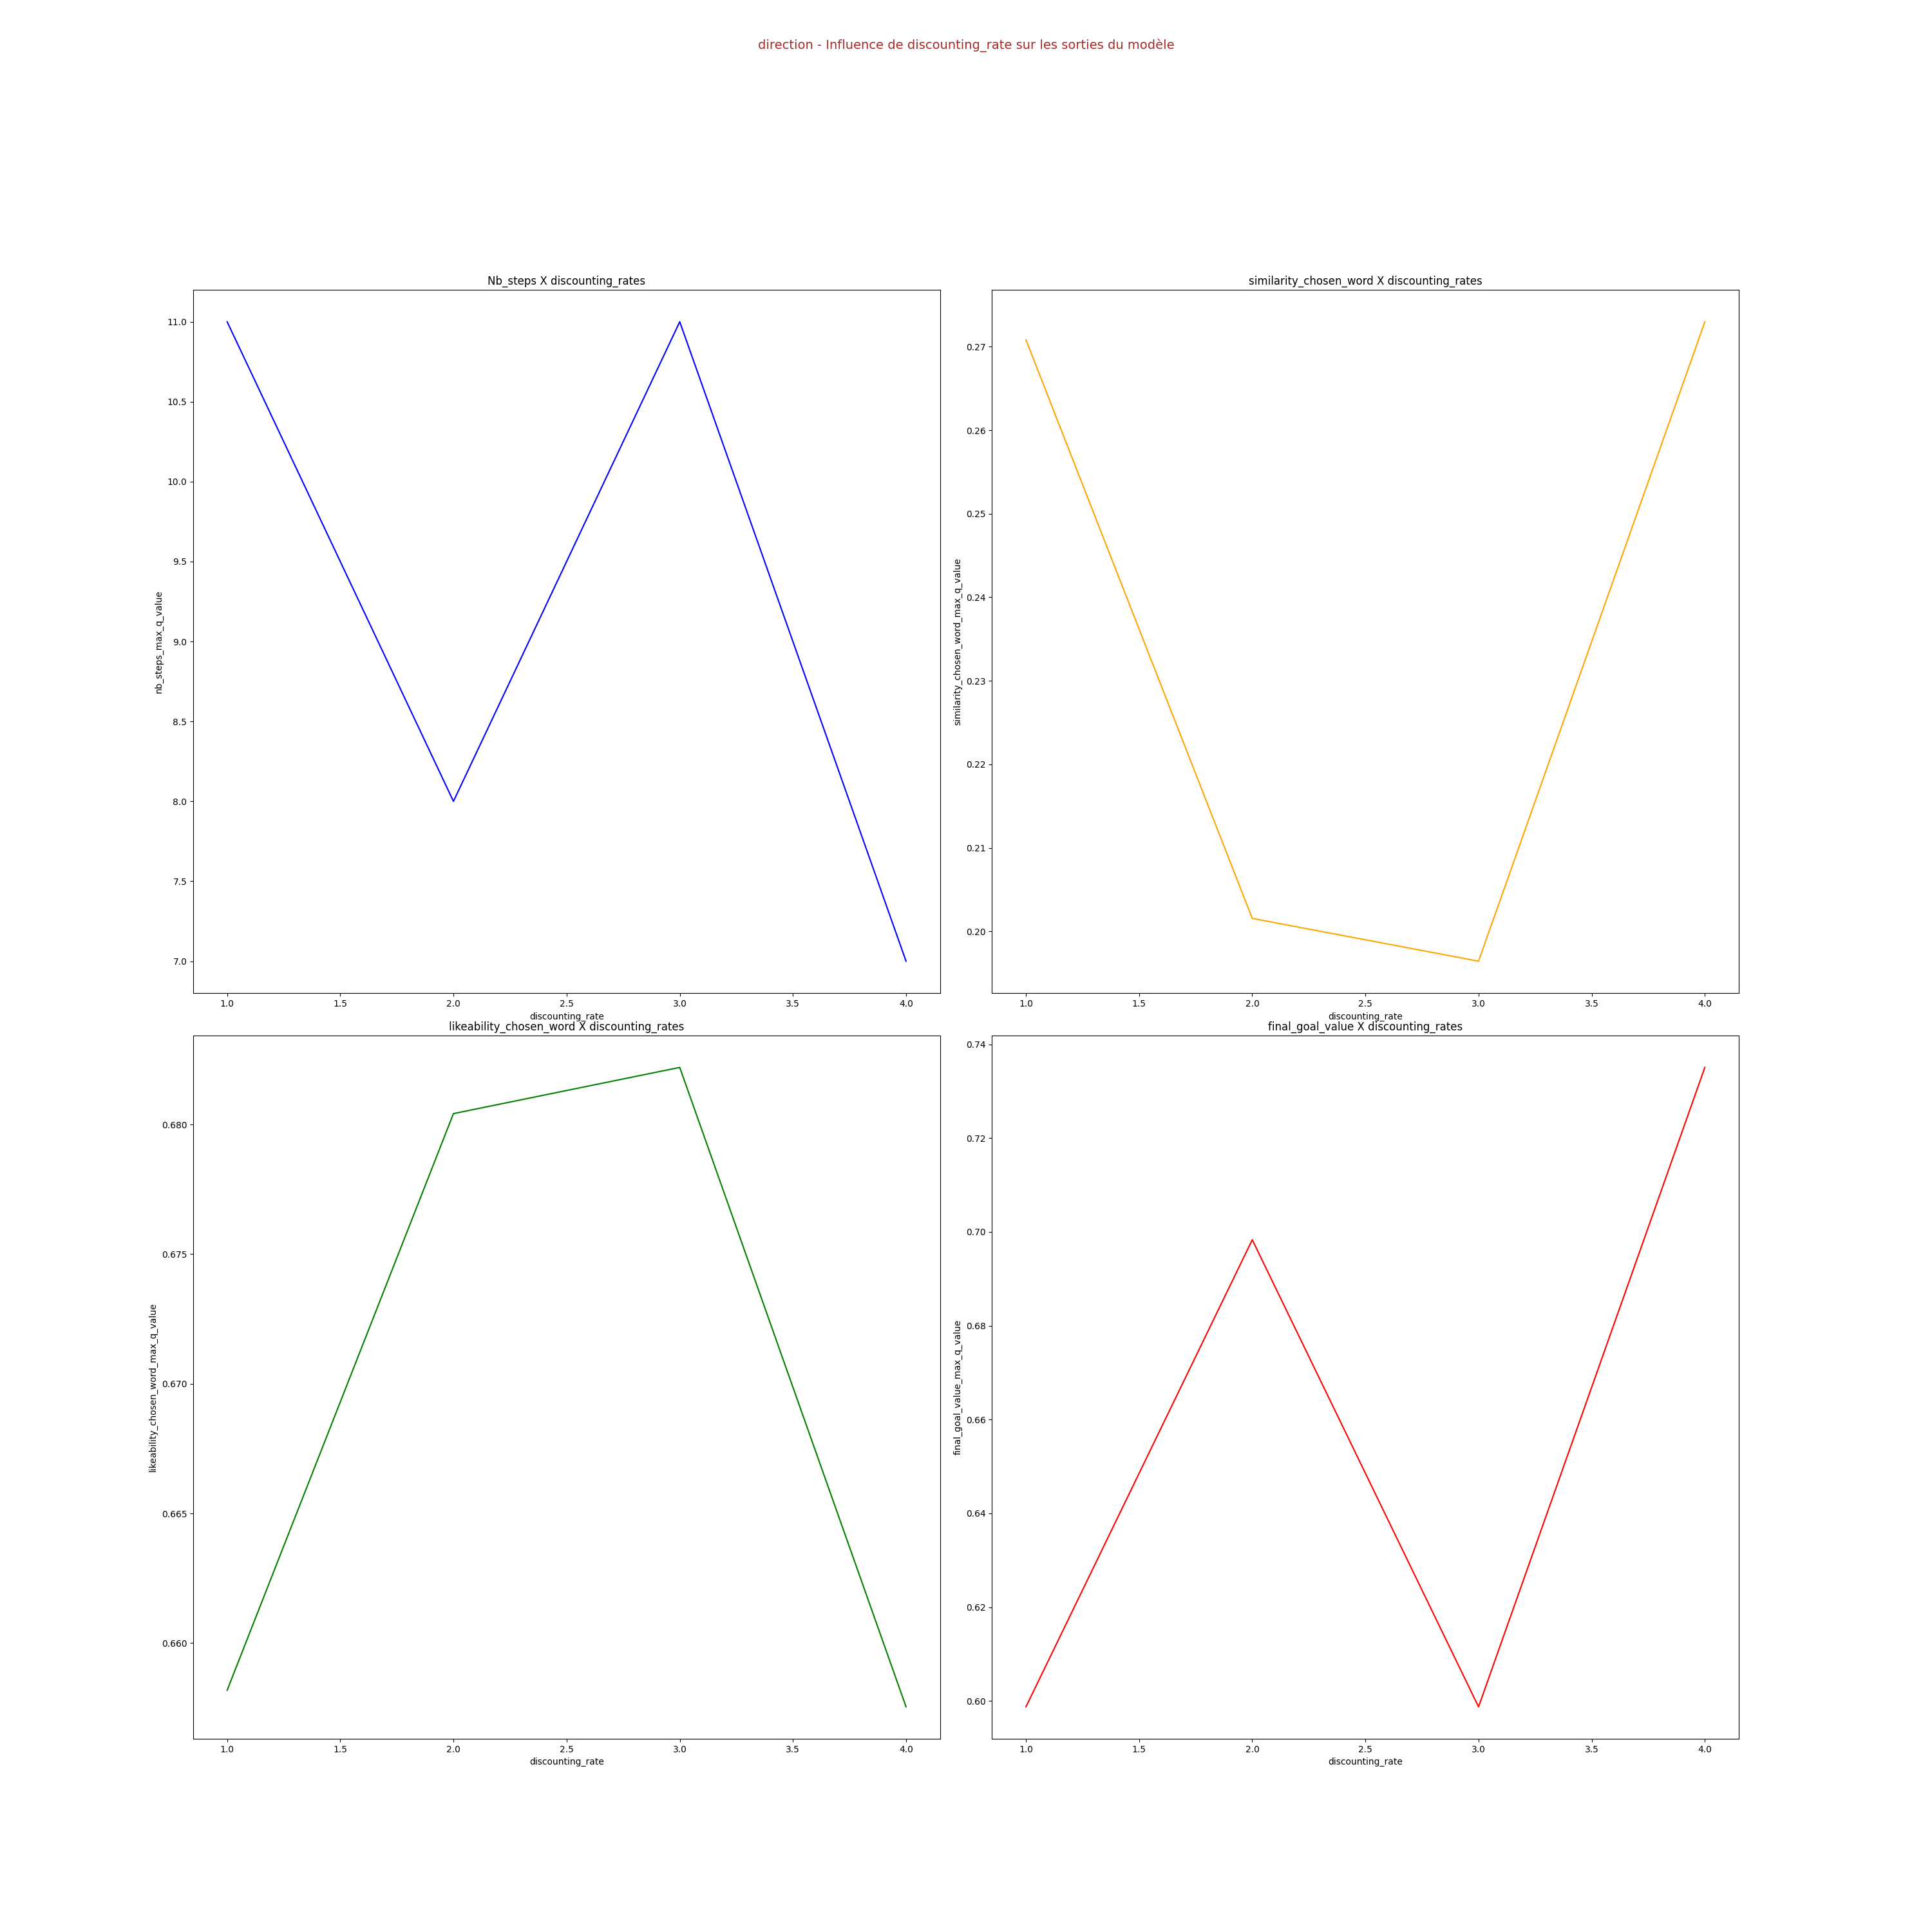 direction - Influence de discounting_rate sur les sorties du modèle
Nb_steps X discounting_rates
11.0
10.5
10.0
9.5
9.0
8.5
8.0
7.5
7.0
nb_steps_max_q_value
1.0 1.5 2.0 2.5 3.0 3.5 4.0
discounting_rate
similarity_chosen_word X discounting_rates
0.27
0.26
0.25
0.24
0.23
0.22
0.21
0.20
similarity_chosen_word_max_q_value
1.0 1.5 2.0 2.5 3.0 3.5 4.0
discounting_rate
likeability_chosen_word X discounting_rates
0.680
0.675
0.670
0.665
0.660
likeability_chosen_word_max_q_value
1.0 1.5 2.0 2.5 3.0 3.5 4.0
discounting_rate
final_goal_value X discounting_rates
0.74
0.72
0.70
0.68
0.66
0.64
0.62
0.60
final_goal_value_max_q_value
1.0 1.5 2.0 2.5 3.0 3.5 4.0
discounting_rate